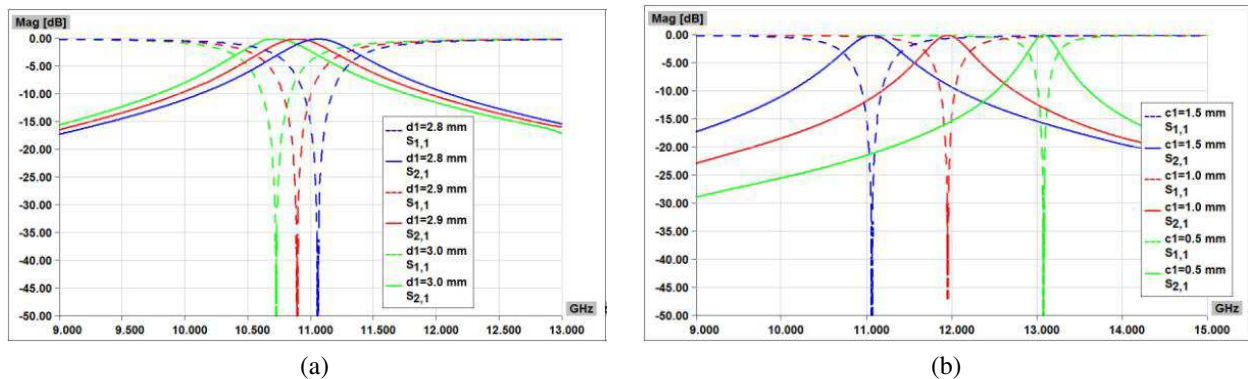 Mag [dB]
0.00
-5.00
-10.00
-15.00
-20.00
-25.00
-30.00
-35.00
-40.00
-45.00
-50.00
9.000 9.500 10.000 10.500 11.000 11.500 12.000 12.500 13.000
GHz
d1=2.8 mm
S1,1
d1=2.8 mm
S2,1
d1=2.9 mm
S1,1
d1=2.9 mm
S2,1
d1=3.0 mm
S1,1
d1=3.0 mm
S2,1
(a)
Mag [dB]
0.00
-5.00
-10.00
-15.00
-20.00
-25.00
-30.00
-35.00
-40.00
-45.00
-50.00
9.000 10.000 11.000 12.000 13.000 14.000 15.000
GHz
c1=1.5 mm
S1,1
c1=1.5 mm
S2,1
c1=1.0 mm
S1,1
c1=1.0 mm
S2,1
c1=0.5 mm
S1,1
c1=0.5 mm
S2,1
(b)